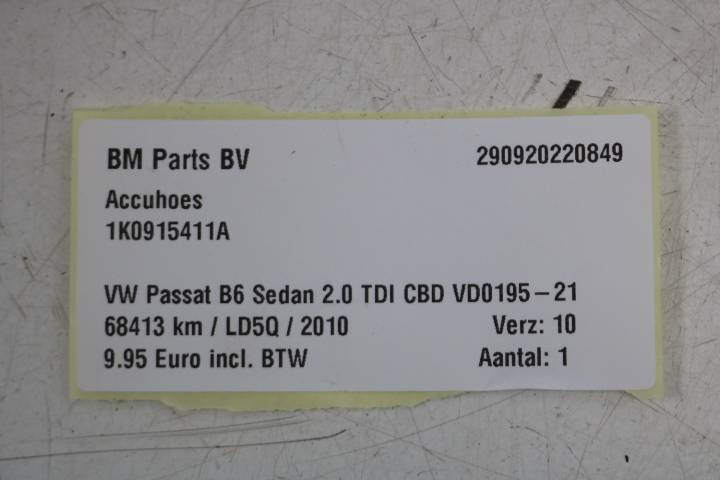 BM Parts BV 290920220849
Accuhoes
1K0915411A
VW Passat B6 Sedan 2.0 TDI CBD VD0195-21
68413 km / LD5Q / 2010 Verz: 10
9.95 Euro incl. BTW Aantal: 1